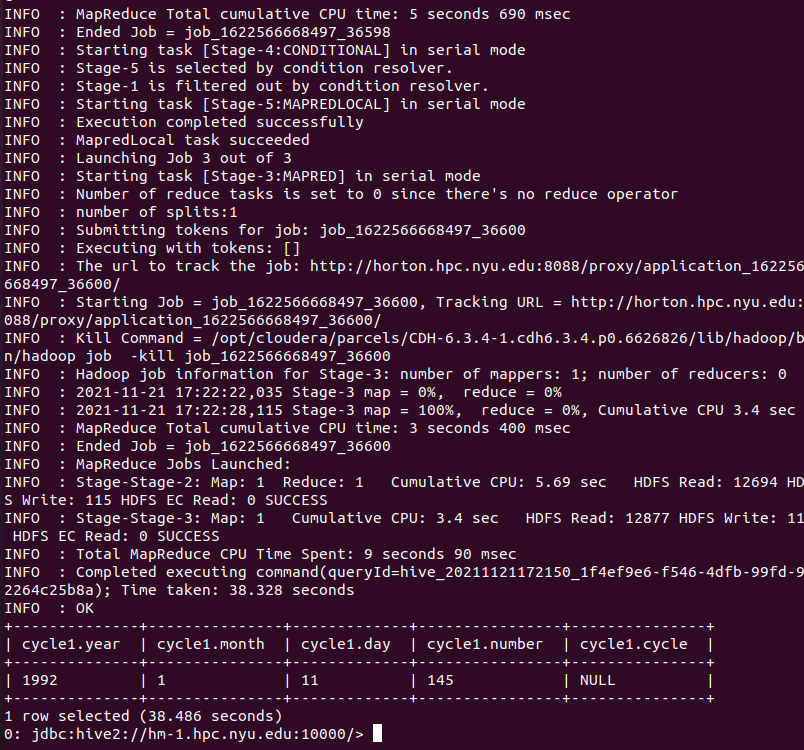 INFO  : MapReduce Total cumulative CPU time: 5 seconds 690 msec
INFO  : Ended Job = job_1622566668497_36598
INFO  : Starting task [Stage-4:CONDITIONAL] in serial mode
INFO  : Stage-5 is selected by condition resolver.
INFO  : Stage-1 is filtered out by condition resolver.
INFO  : Starting task [Stage-5:MAPREDLOCAL] in serial mode
INFO  : Execution completed successfully
INFO  : MapredLocal task succeeded
INFO  : Launching Job 3 out of 3
INFO  : Starting task [Stage-3:MAPRED] in serial mode
INFO  : Number of reduce tasks is set to 0 since there's no reduce operator
INFO  : number of splits:1
INFO  : Submitting tokens for job: job_1622566668497_36600
INFO  : Executing with tokens: []
INFO  : The url to track the job: http://horton.hpc.nyu.edu:8088/proxy/application_162256
668497_36600/
INFO  : Starting Job = job_1622566668497_36600, Tracking URL = http://horton.hpc.nyu.edu:
088/proxy/application_1622566668497_36600/
INFO  : Kill Command = /opt/cloudera/parcels/CDH-6.3.4-1.cdh6.3.4.p0.6626826/lib/hadoop/b
n/hadoop job  -kill job_1622566668497_36600
INFO  : Hadoop job information for Stage-3: number of mappers: 1; number of reducers: 0
INFO  : 2021-11-21 17:22:22,035 Stage-3 map = 0%,  reduce = 0%
INFO  : 2021-11-21 17:22:28,115 Stage-3 map = 100%,  reduce = 0%, Cumulative CPU 3.4 sec
INFO  : MapReduce Total cumulative CPU time: 3 seconds 400 msec
INFO  : Ended Job = job_1622566668497_36600
INFO  : MapReduce Jobs Launched:
INFO  : Stage-Stage-2: Map: 1  Reduce: 1   Cumulative CPU: 5.69 sec   HDFS Read: 12694 HD
S Write: 115 HDFS EC Read: 0 SUCCESS
INFO  : Stage-Stage-3: Map: 1   Cumulative CPU: 3.4 sec   HDFS Read: 12877 HDFS Write: 11
 HDFS EC Read: 0 SUCCESS
INFO  : Total MapReduce CPU Time Spent: 9 seconds 90 msec
INFO  : Completed executing command(queryId=hive_20211121172150_1f4ef9e6-f546-4dfb-99fd-9
2264c25b8a); Time taken: 38.328 seconds
INFO  : OK
+--------------+---------------+-------------+----------------+---------------+
| cycle1.year  | cycle1.month  | cycle1.day  | cycle1.number  | cycle1.cycle  |
+--------------+---------------+-------------+----------------+---------------+
| 1992         | 1             | 11          | 145            | NULL          |
+--------------+---------------+-------------+----------------+---------------+
1 row selected (38.486 seconds)
0: jdbc:hive2://hm-1.hpc.nyu.edu:10000/>